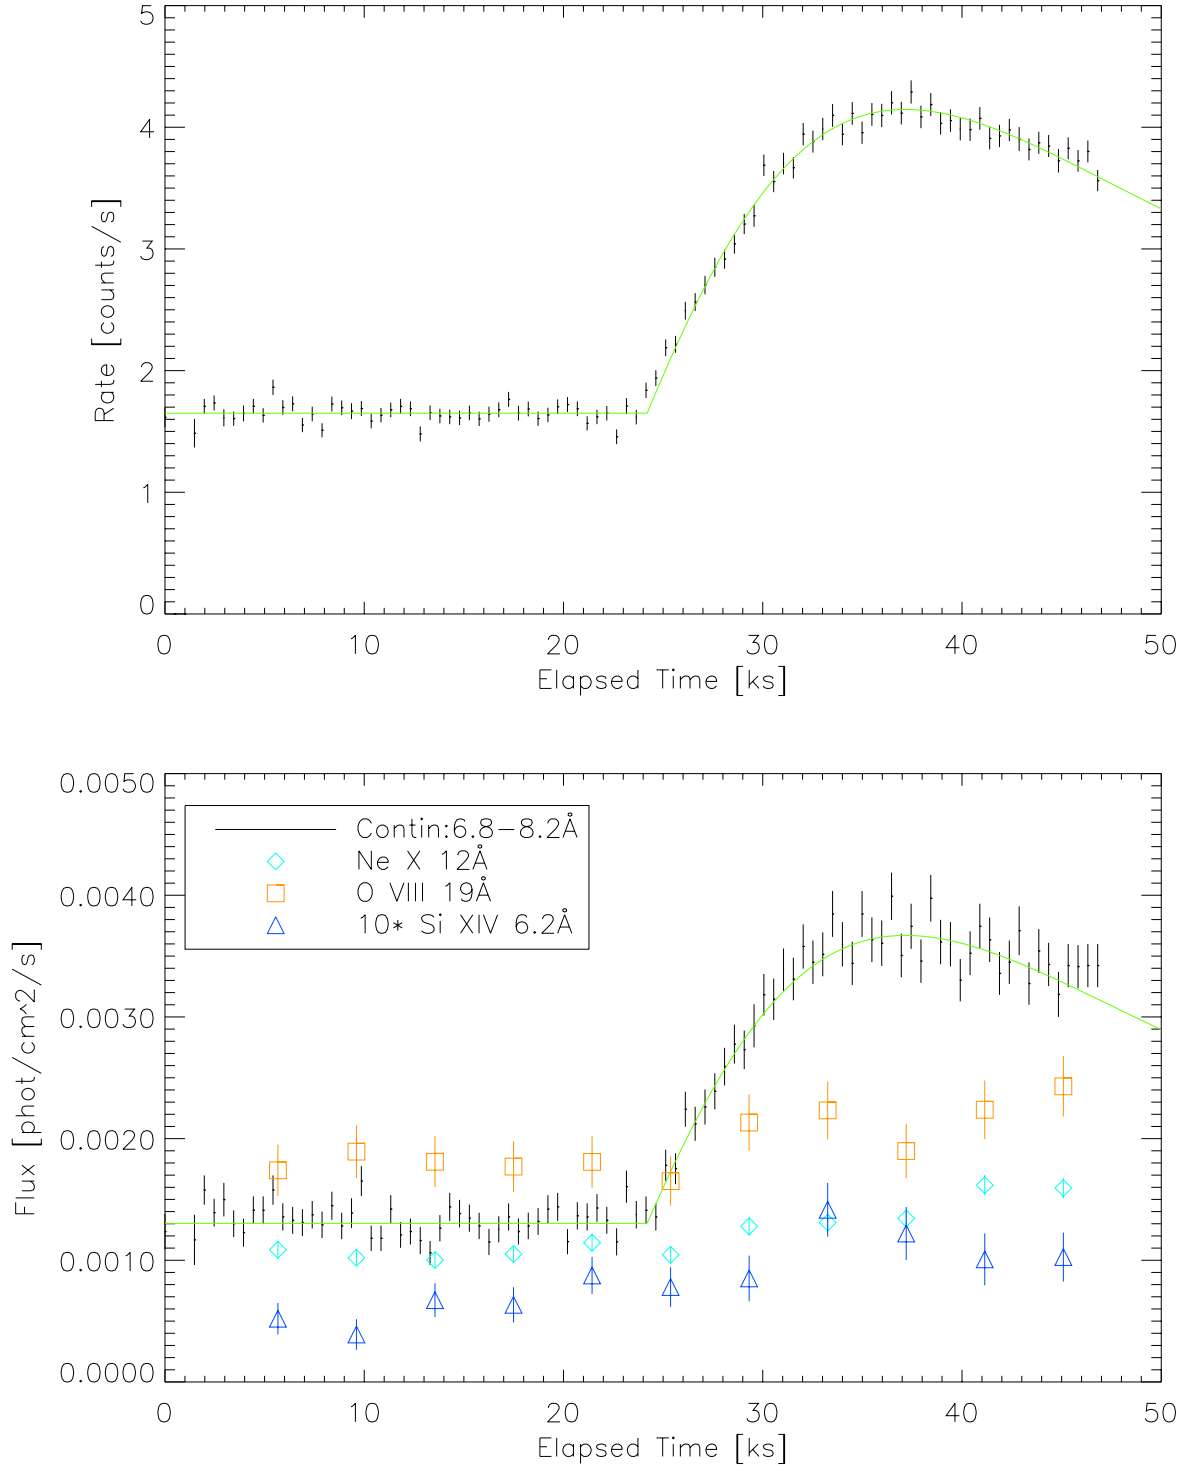 5
4
3
2
1
0
Rate [counts/s]
0 10 20 30 40 50
Elapsed Time [ks]
0.0050
0.0040
0.0030
0.0020
0.0010
0.0000
Flux [phot/cm^2/s]
Contin:6.8-8.2Å
Ne X 12Å
O VIII 19Å
10* Si XIV 6.2Å
0 10 20 30 40 50
Elapsed Time [ks]